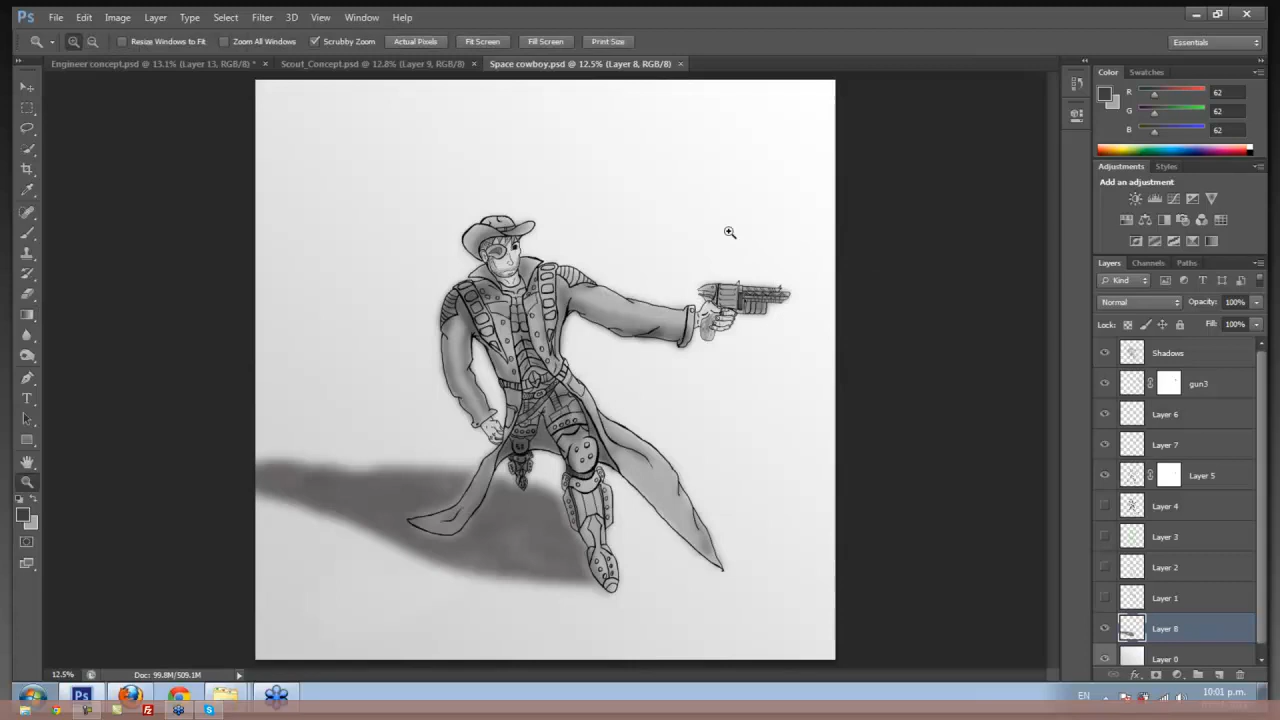 Ps File Edit Image Layer Type Select Filter 3D View Window Help
Resize Windows to Fit Zoom All Windows Scrubby Zoom Actual Pixels Fit Screen Fill Screen Print Size Essentials
Engineer concept.psd @ 13.1% (Layer 13, RGB/8) * × Scout_Concept.psd @ 12.8% (Layer 9, RGB/8) × Space cowboy.psd @ 12.5% (Layer 8, RGB/8) ×
Color Swatches
R 62
G 62
B 62
Adjustments Styles
Add an adjustment
Layers Channels Paths
Kind
Normal Opacity: 100%
Lock: Fill: 100%
Shadows
gun3
Layer 6
Layer 7
Layer 5
Layer 4
Layer 3
Layer 2
Layer 1
Layer 8
Layer 0
12.5% Doc: 99.8M/509.1M
Ps EN 10:01 p.m.